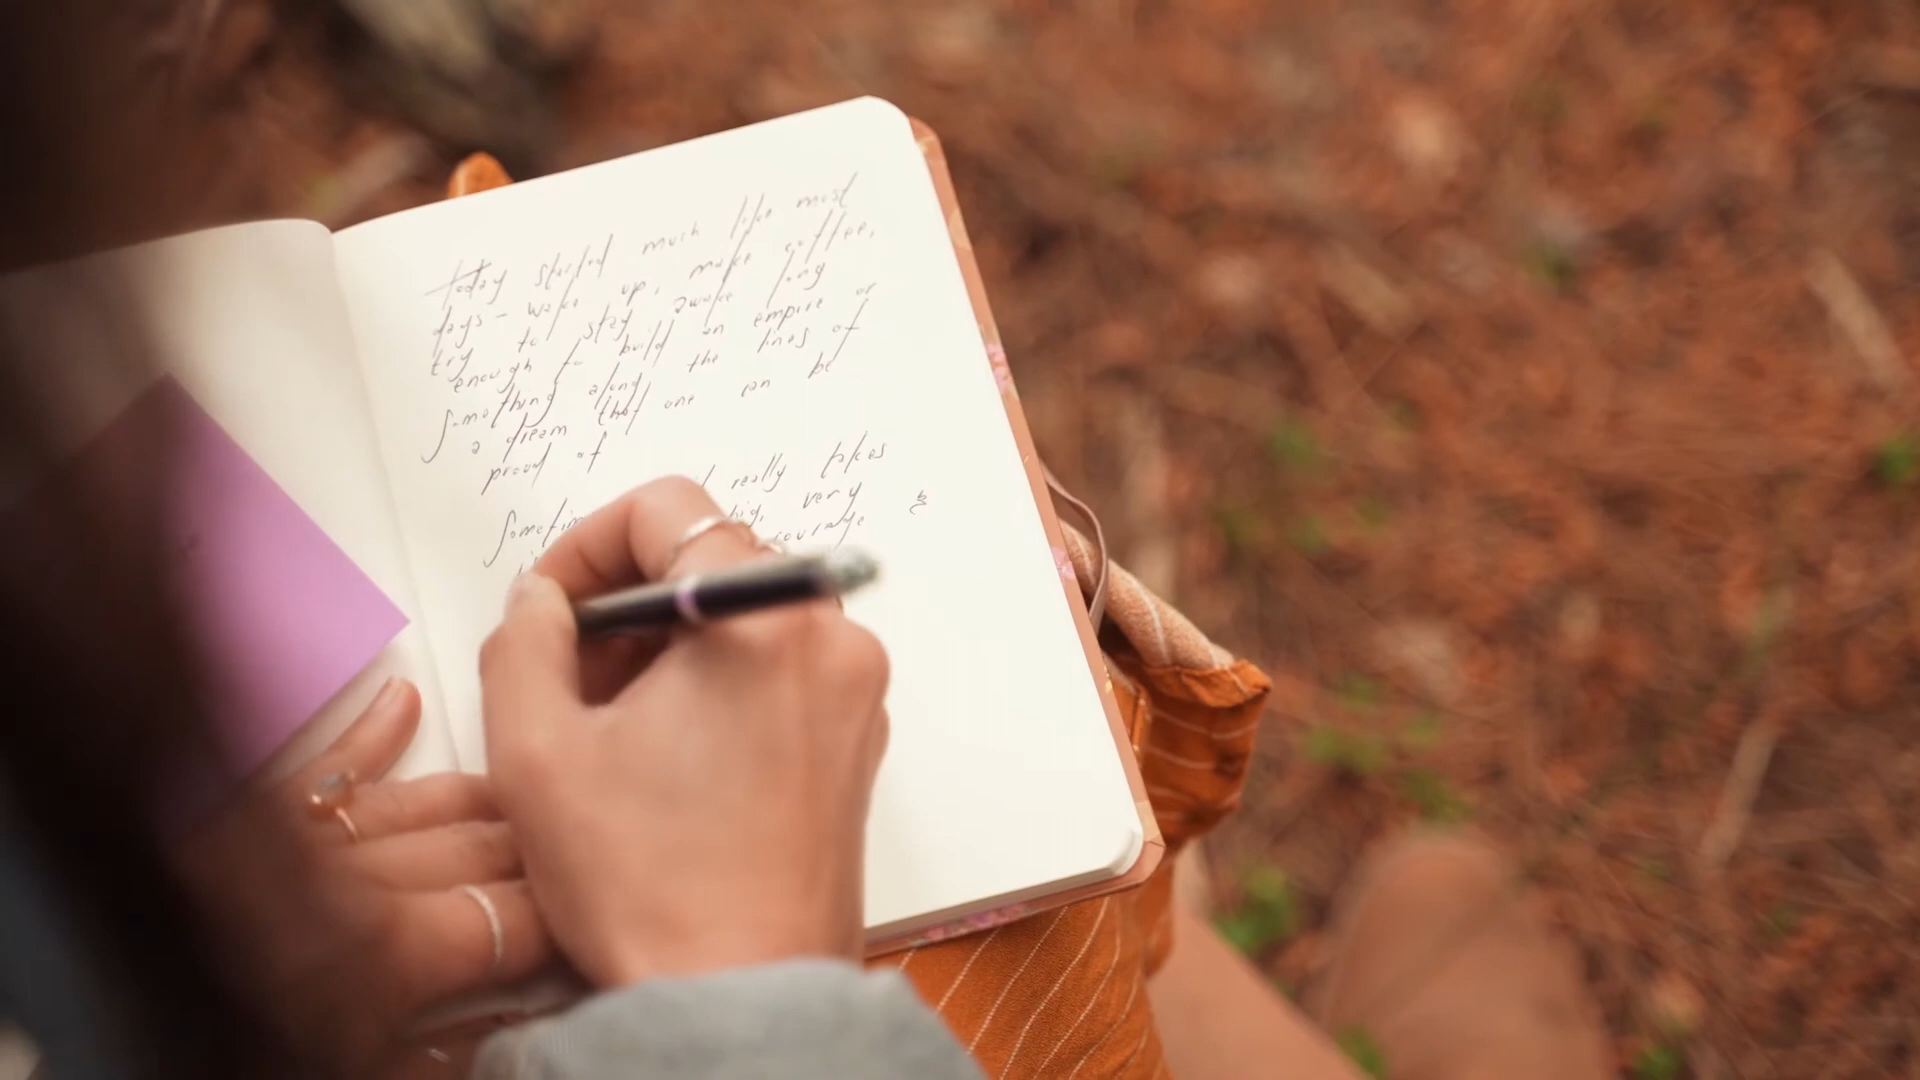 today started much like most
days - wake up, make coffee,
try to stay awake long
enough to build an empire or
something along the lines of
a dream that one can be
proud of
really takes
big, very
courage